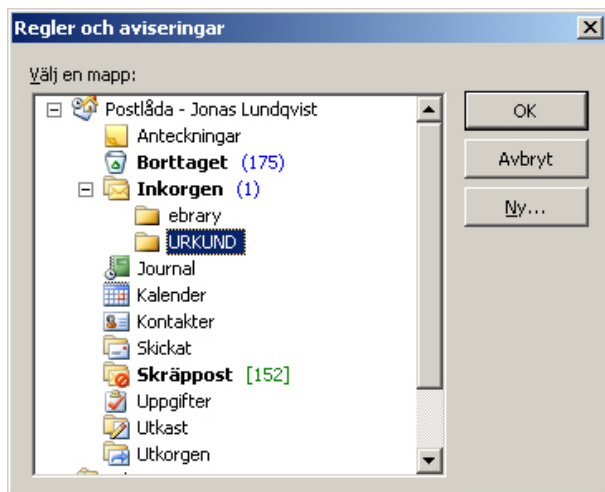 Regler och aviseringar
Välj en mapp:
Postlåda - Jonas Lundqvist
Anteckningar
Borttaget (175)
Inkorgen (1)
ebrary
URKUND
Journal
Kalender
Kontakter
Skickat
Skräppost [152]
Uppgifter
Utkast
Utkorgen
OK
Avbryt
Ny...